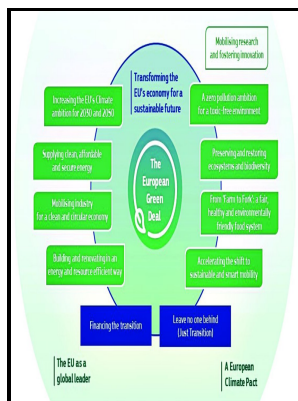 Mobilising research
and fostering innovation
Transforming the
EU's economy for a
sustainable future
Increasing the EU's Climate
ambition for 2030 and 2050
A zero pollution ambition
for a toxic-free environment
Supplying clean, affordable
and secure energy
Preserving and restoring
ecosystems and biodiversity
The
European
Green
Deal
Mobilising industry
for a clean and circular economy
From 'Farm to Fork': a fair,
healthy and environmentally
friendly food system
Building and renovating in an
energy and resource efficient way
Accelerating the shift to
sustainable and smart mobility
Financing the transition
Leave no one behind
(Just Transition)
The EU as a
global leader
A European
Climate Pact